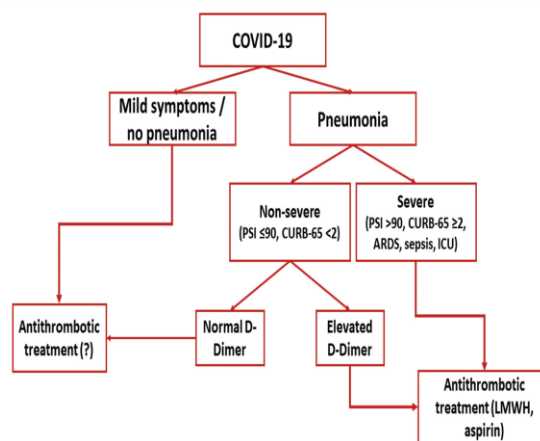 COVID-19
Mild symptoms /
no pneumonia
Pneumonia
Non-severe
(PSI ≤90, CURB-65 <2)
Severe
(PSI >90, CURB-65 ≥2,
ARDS, sepsis, ICU)
Antithrombotic
treatment (?)
Normal D-
Dimer
Elevated
D-Dimer
Antithrombotic
treatment (LMWH,
aspirin)